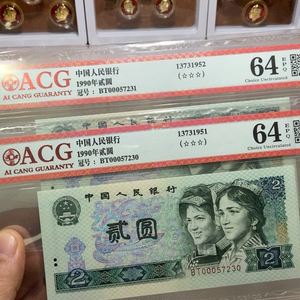 ACG
AI CANG GUARANTY
中国人民银行
1990年贰圆
冠号：BT00057231
13731952
(☆☆☆)
64 EPQ
Choice Uncirculated
ACG
AI CANG GUARANTY
中国人民银行
1990年贰圆
冠号：BT00057230
13731951
(☆☆☆)
64 EPQ
Choice Uncirculated
中国人民银行
贰圆
2
BT00057230
2